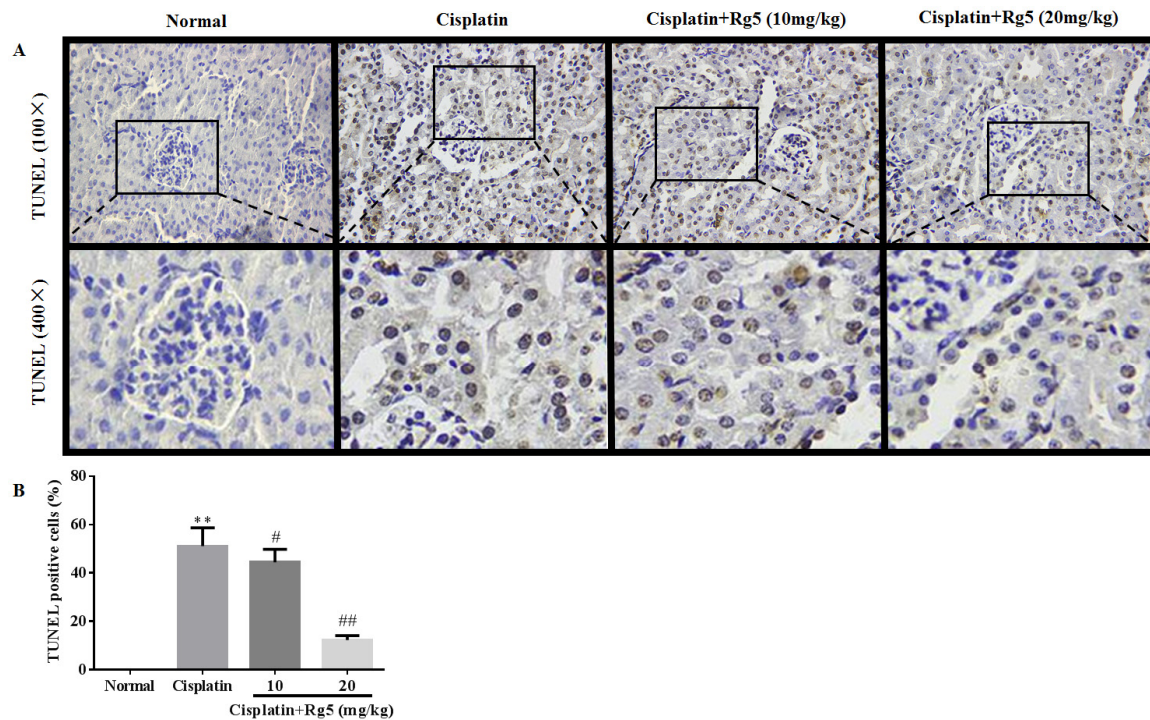 Normal Cisplatin Cisplatin+Rg5 (10mg/kg) Cisplatin+Rg5 (20mg/kg)
A
TUNEL (100×)
TUNEL (400×)
B
TUNEL positive cells (%)
80
60
40
20
0
**
#
##
Normal Cisplatin 10 20
Cisplatin+Rg5 (mg/kg)